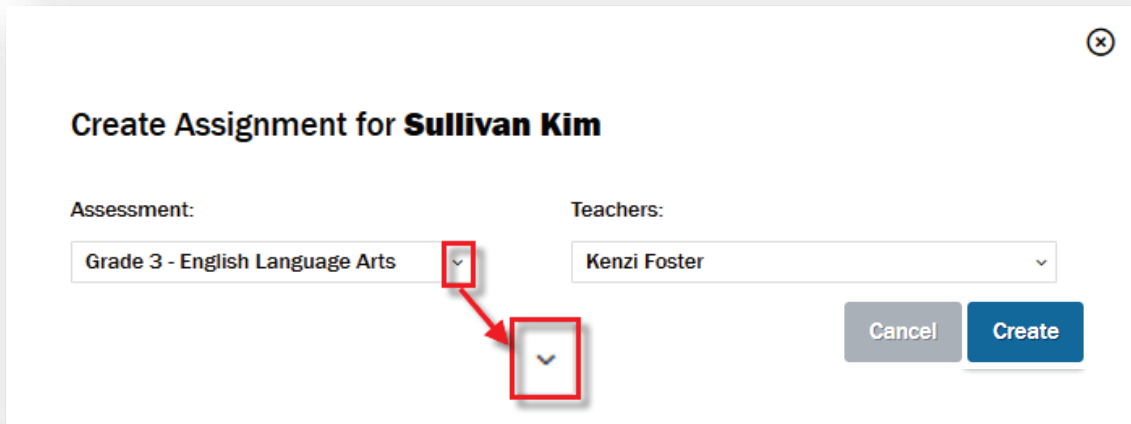 Create Assignment for Sullivan Kim
Assessment:
Teachers:
Grade 3 - English Language Arts
Kenzi Foster
Cancel
Create